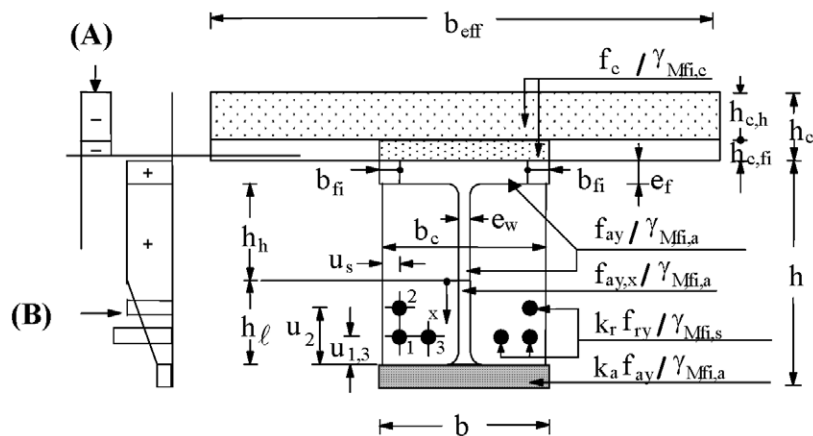 (A)
b_eff
f_c / γ_Mfi,c
h_c,h
h_c
h_c,fi
−
−
+
+
b_fi
b_fi
e_f
h_h
b_c
e_w
f_ay / γ_Mfi,a
u_s
f_ay,x / γ_Mfi,a
h
(B)
2
x
h_ℓ
u_2
u_1,3
1
3
k_r f_ry / γ_Mfi,s
k_a f_ay / γ_Mfi,a
b